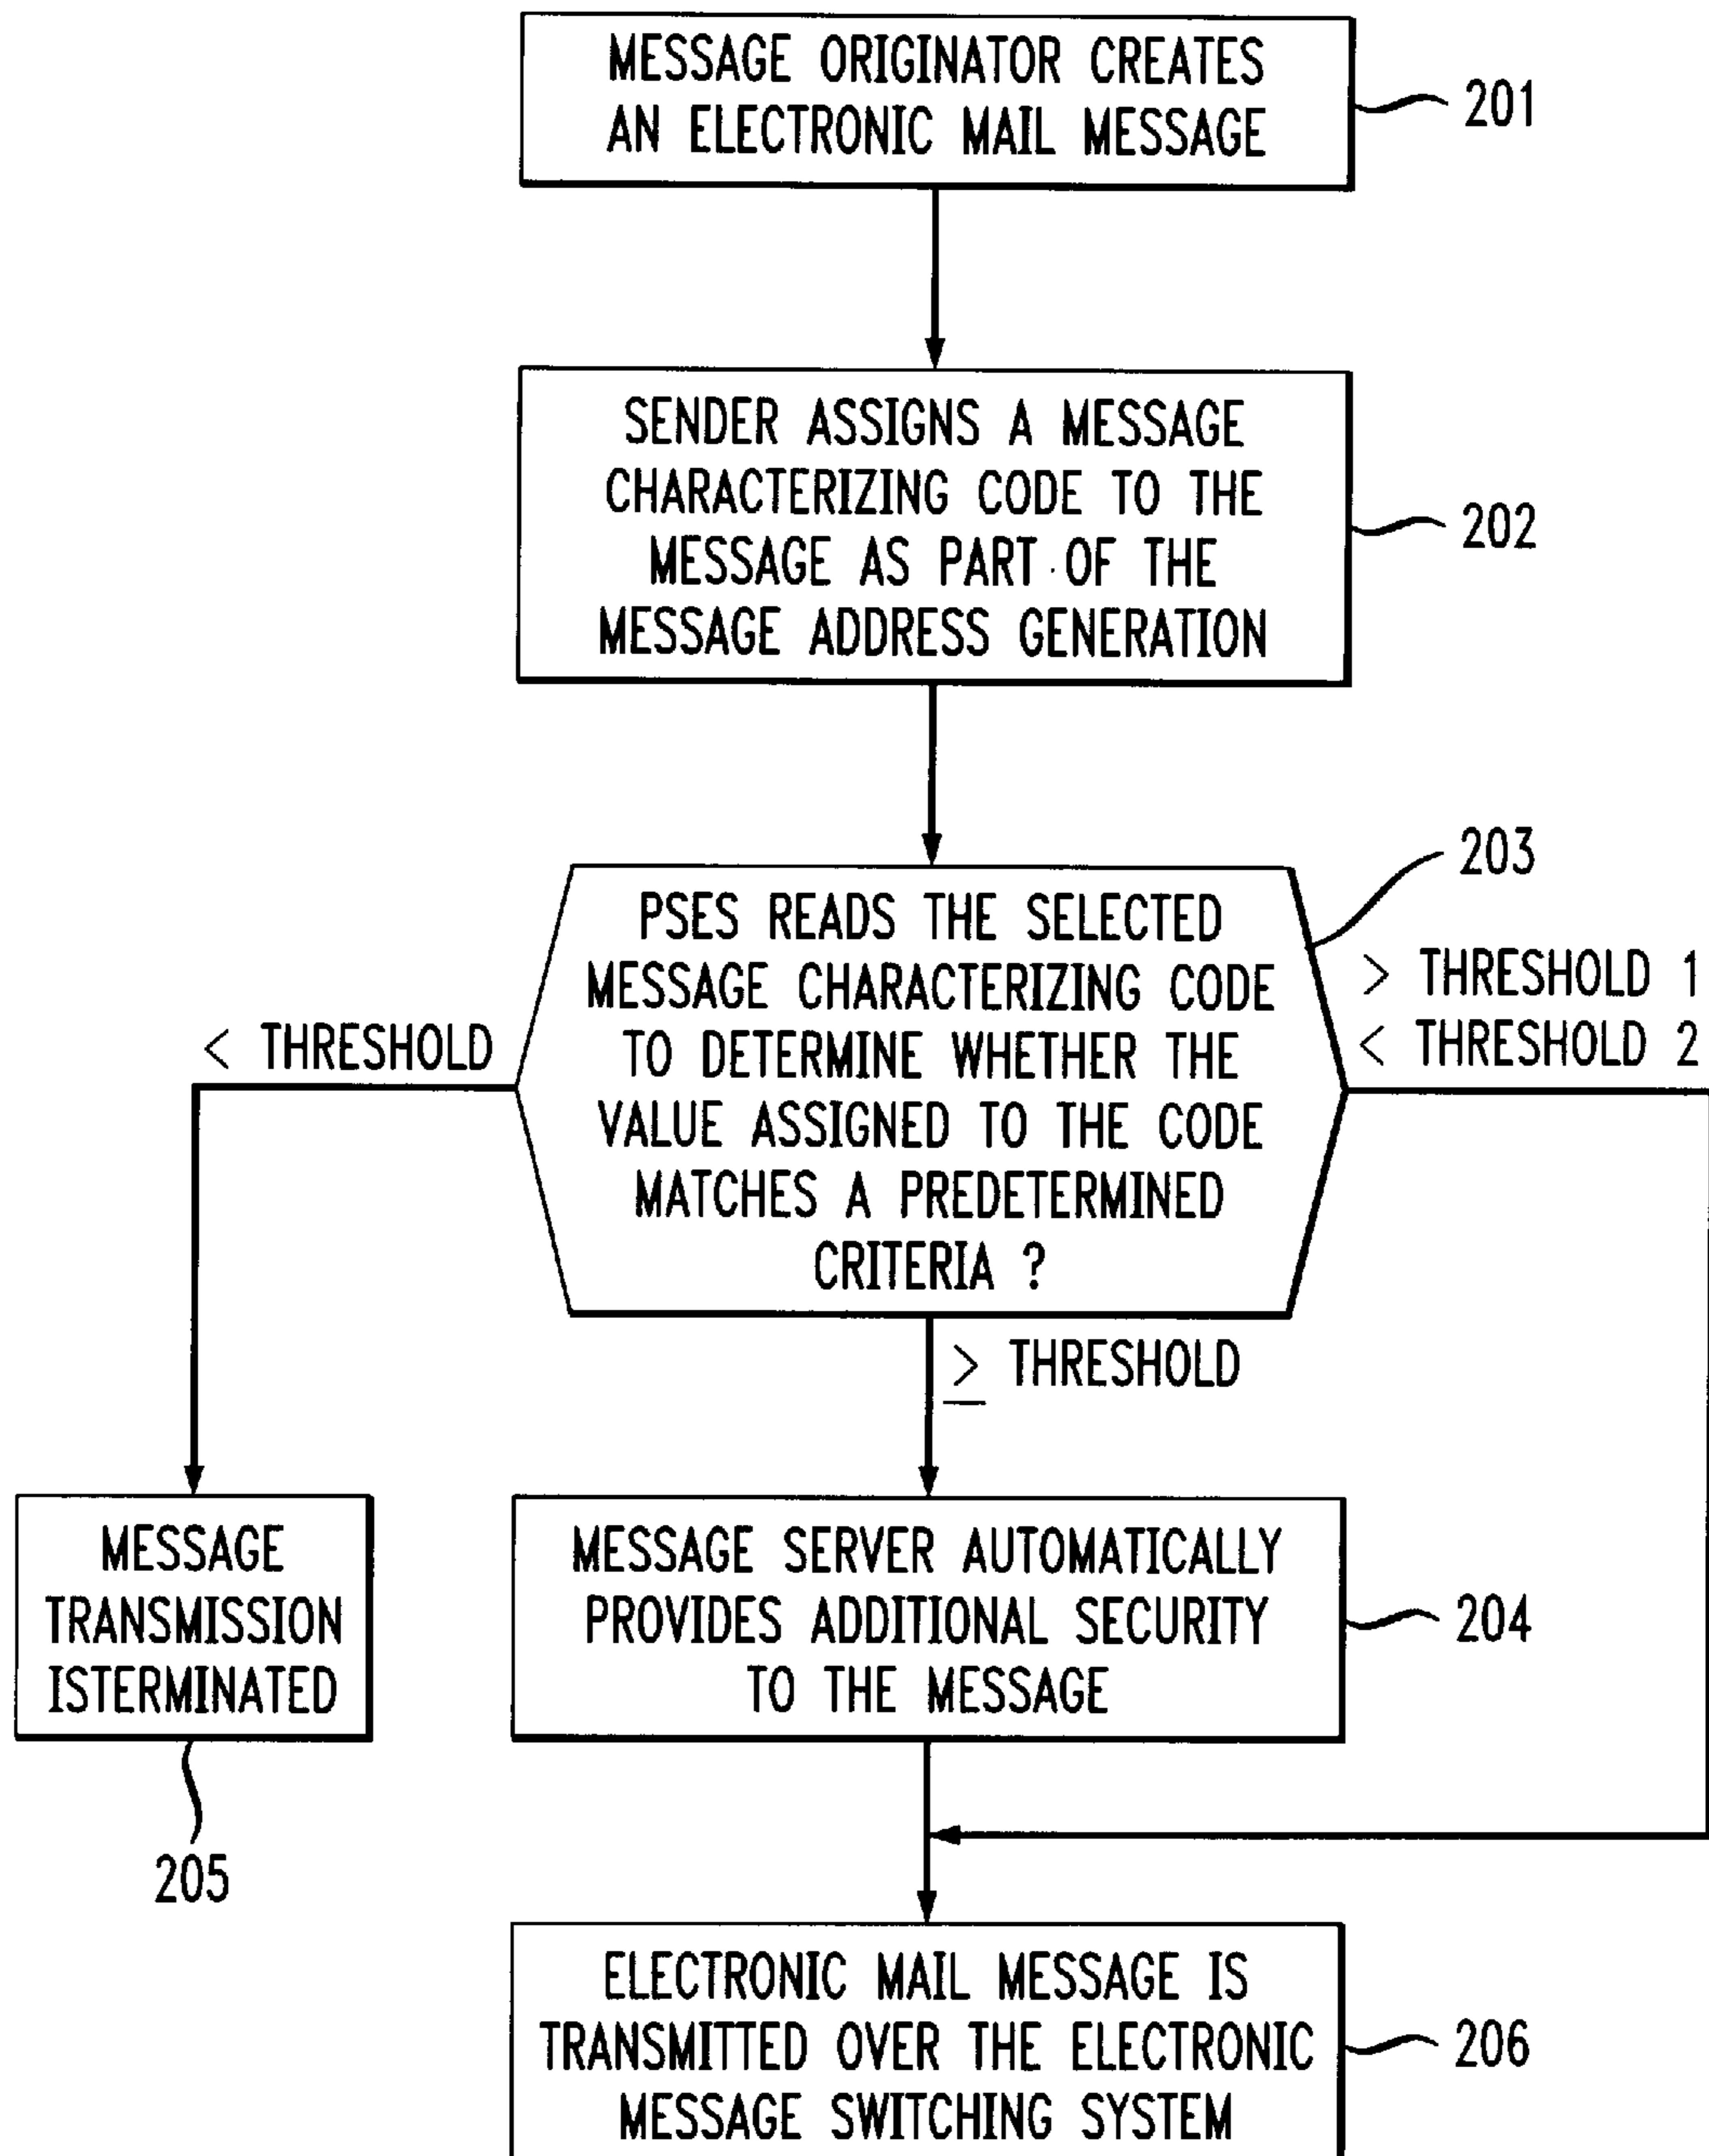 MESSAGE ORIGINATOR CREATES
AN ELECTRONIC MAIL MESSAGE
201
SENDER ASSIGNS A MESSAGE
CHARACTERIZING CODE TO THE
MESSAGE AS PART OF THE
MESSAGE ADDRESS GENERATION
202
203
PSES READS THE SELECTED
MESSAGE CHARACTERIZING CODE
TO DETERMINE WHETHER THE
VALUE ASSIGNED TO THE CODE
MATCHES A PREDETERMINED
CRITERIA ?
< THRESHOLD
> THRESHOLD 1
< THRESHOLD 2
≥ THRESHOLD
MESSAGE
TRANSMISSION
ISTERMINATED
205
MESSAGE SERVER AUTOMATICALLY
PROVIDES ADDITIONAL SECURITY
TO THE MESSAGE
204
ELECTRONIC MAIL MESSAGE IS
TRANSMITTED OVER THE ELECTRONIC
MESSAGE SWITCHING SYSTEM
206